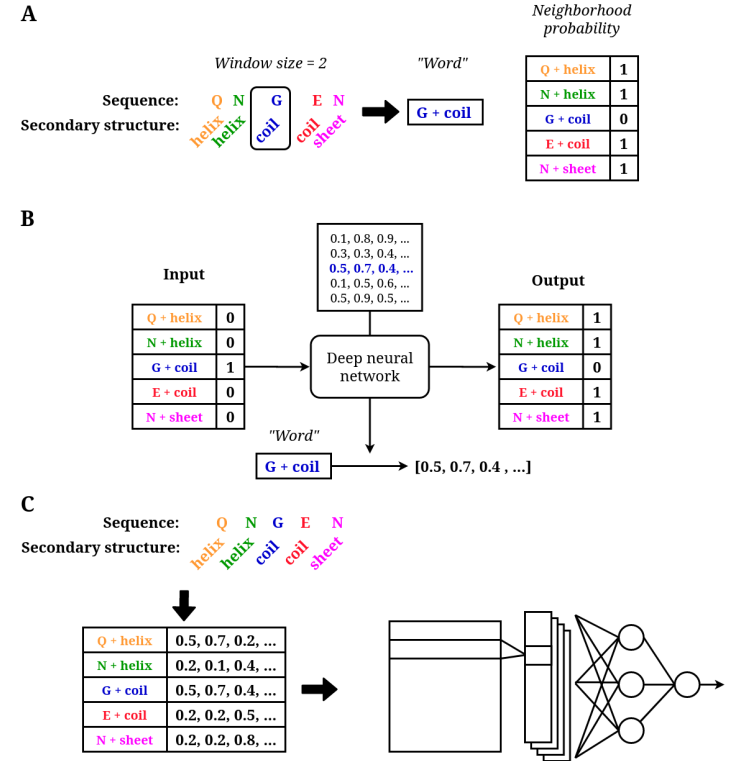 A
Neighborhood
probability
Window size = 2
"Word"
Sequence: Q N G E N
Secondary structure: helix helix coil coil sheet
G + coil
Q + helix 1
N + helix 1
G + coil 0
E + coil 1
N + sheet 1
B
0.1, 0.8, 0.9, ...
0.3, 0.3, 0.4, ...
0.5, 0.7, 0.4, ...
0.1, 0.5, 0.6, ...
0.5, 0.9, 0.5, ...
Input
Q + helix 0
N + helix 0
G + coil 1
E + coil 0
N + sheet 0
Deep neural
network
Output
Q + helix 1
N + helix 1
G + coil 0
E + coil 1
N + sheet 1
"Word"
G + coil
[0.5, 0.7, 0.4 , ...]
C
Sequence: Q N G E N
Secondary structure: helix helix coil coil sheet
Q + helix 0.5, 0.7, 0.2, ...
N + helix 0.2, 0.1, 0.4, ...
G + coil 0.5, 0.7, 0.4, ...
E + coil 0.2, 0.2, 0.5, ...
N + sheet 0.2, 0.2, 0.8, ...